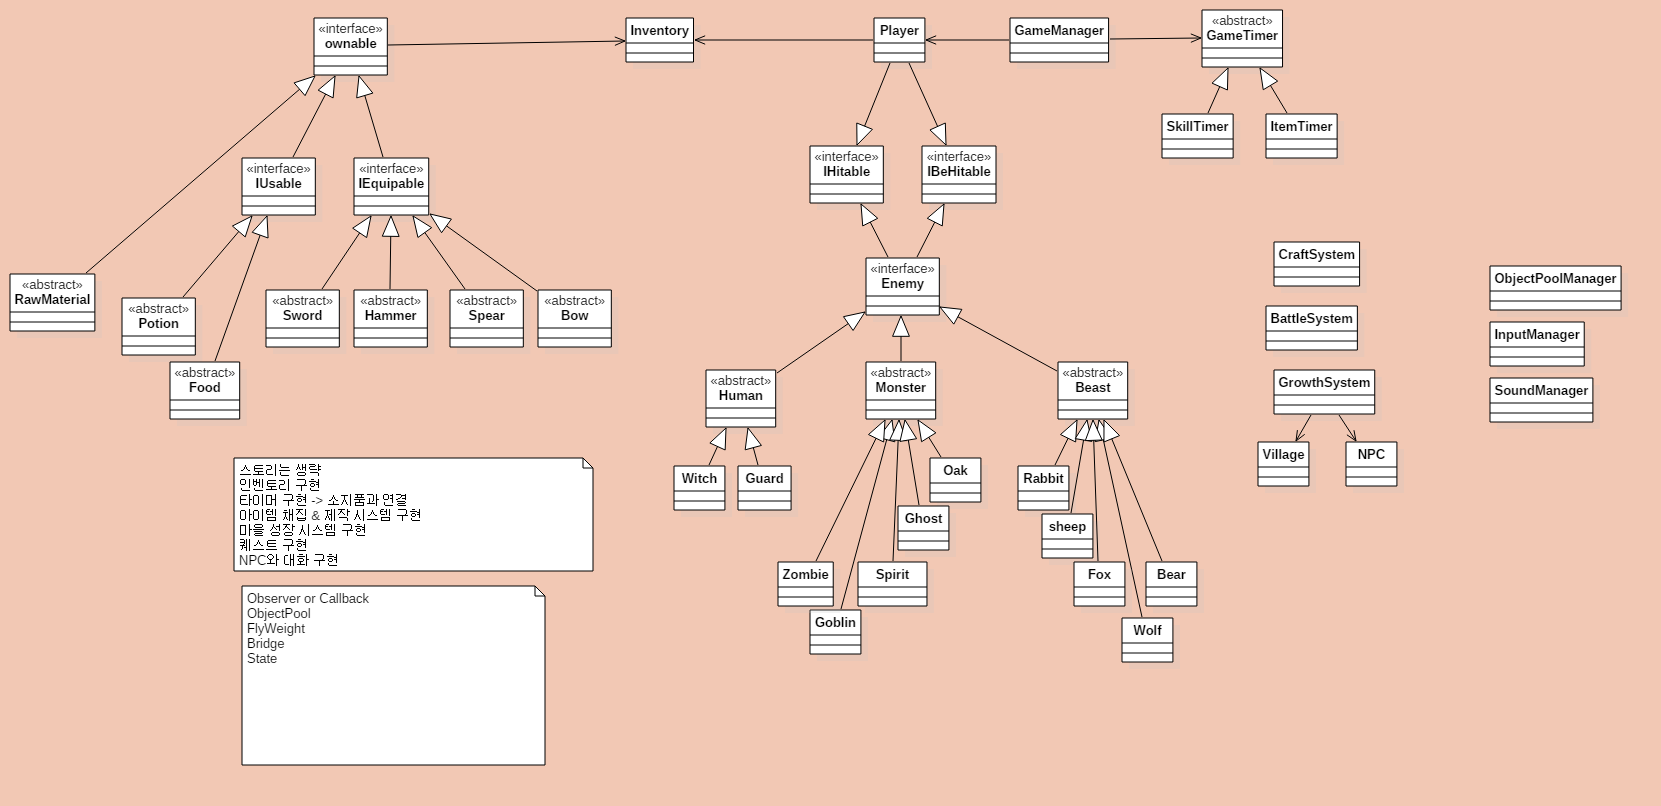 «interface»
ownable
Inventory
Player
GameManager
«abstract»
GameTimer
SkillTimer
ItemTimer
«interface»
IUsable
«interface»
IEquipable
«interface»
IHitable
«interface»
IBeHitable
«abstract»
RawMaterial
«abstract»
Potion
«abstract»
Food
«abstract»
Sword
«abstract»
Hammer
«abstract»
Spear
«abstract»
Bow
«interface»
Enemy
CraftSystem
BattleSystem
GrowthSystem
Village
NPC
ObjectPoolManager
InputManager
SoundManager
«abstract»
Human
«abstract»
Monster
«abstract»
Beast
Witch
Guard
Oak
Ghost
Zombie
Spirit
Goblin
Rabbit
sheep
Fox
Bear
Wolf
스토리는 생략
인벤토리 구현
타이머 구현 -> 소지품과 연결
아이템 채집 & 제작 시스템 구현
마을 성장 시스템 구현
퀘스트 구현
NPC와 대화 구현
Observer or Callback
ObjectPool
FlyWeight
Bridge
State